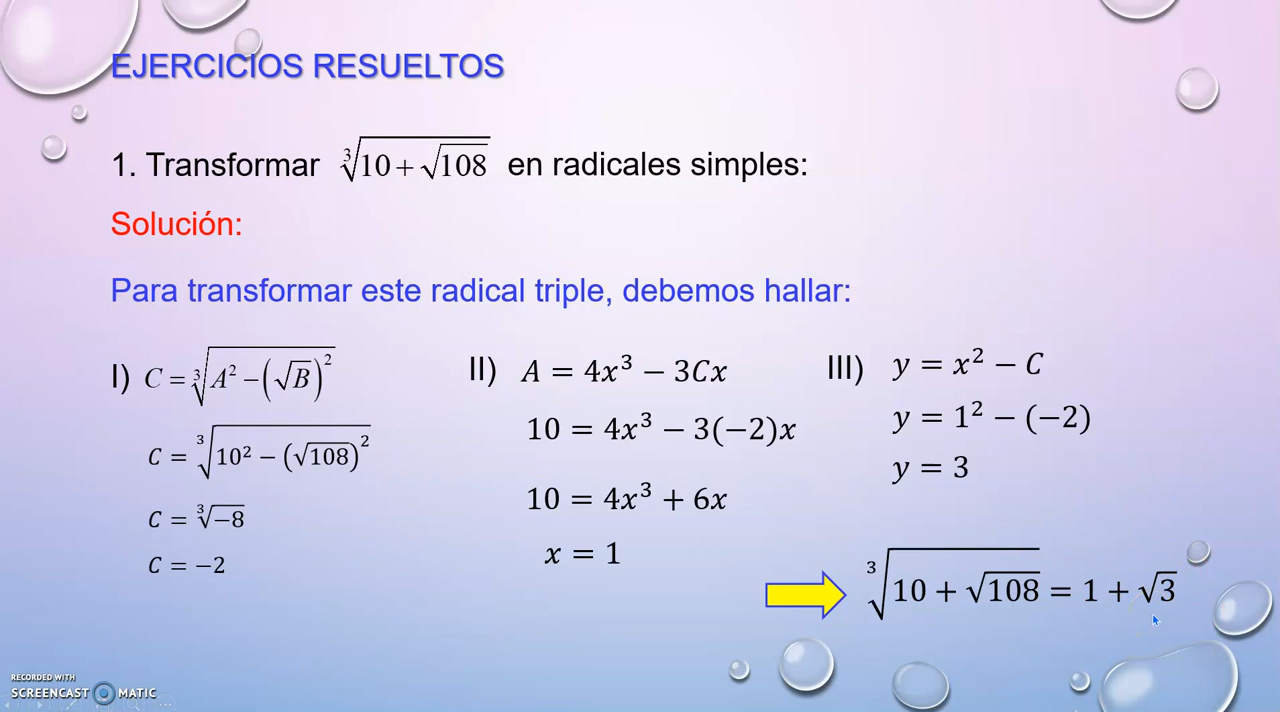 EJERCICIOS RESUELTOS
1. Transformar ∛(10 + √108) en radicales simples:
Solución:
Para transformar este radical triple, debemos hallar:
I) C = ∛(A² − (√B)²)
C = ∛(10² − (√108)²)
C = ∛−8
C = −2
II) A = 4x³ − 3Cx
10 = 4x³ − 3(−2)x
10 = 4x³ + 6x
x = 1
III) y = x² − C
y = 1² − (−2)
y = 3
∛(10 + √108) = 1 + √3
RECORDED WITH
SCREENCAST MATIC